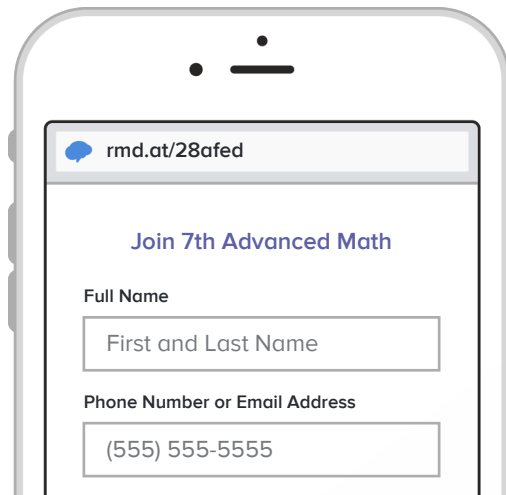 rmd.at/28afed
Join 7th Advanced Math
Full Name
First and Last Name
Phone Number or Email Address
(555) 555-5555